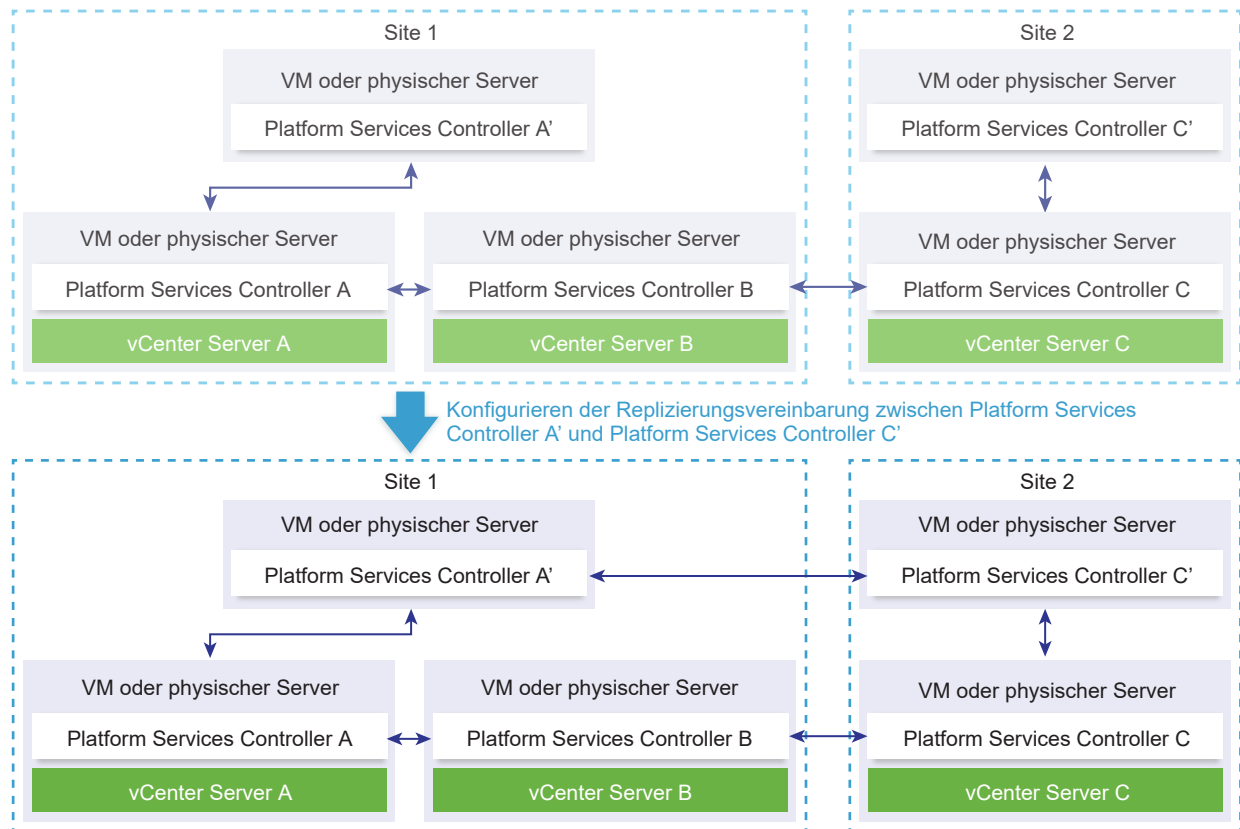 Site 1
VM oder physischer Server
Platform Services Controller A’
VM oder physischer Server
Platform Services Controller A
vCenter Server A
VM oder physischer Server
Platform Services Controller B
vCenter Server B
Site 2
VM oder physischer Server
Platform Services Controller C’
VM oder physischer Server
Platform Services Controller C
vCenter Server C
Konfigurieren der Replizierungsvereinbarung zwischen Platform Services
Controller A’ und Platform Services Controller C’
Site 1
VM oder physischer Server
Platform Services Controller A’
VM oder physischer Server
Platform Services Controller A
vCenter Server A
VM oder physischer Server
Platform Services Controller B
vCenter Server B
Site 2
VM oder physischer Server
Platform Services Controller C’
VM oder physischer Server
Platform Services Controller C
vCenter Server C